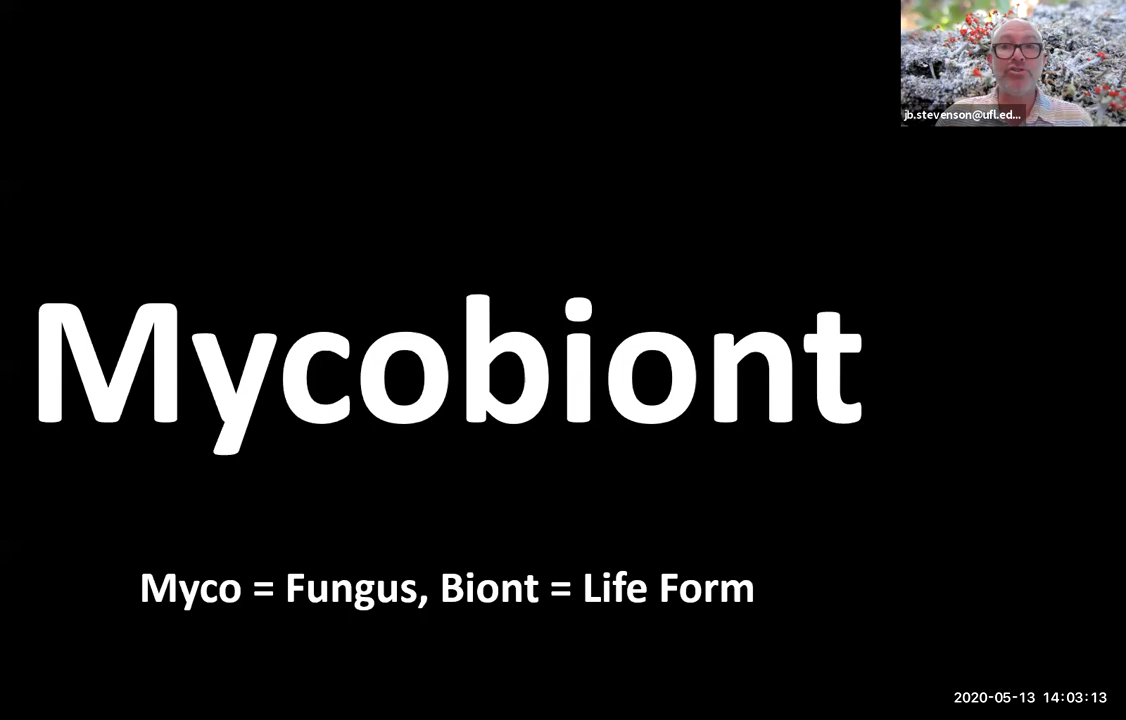 jb.stevenson@ufl.ed...
Mycobiont
Myco = Fungus, Biont = Life Form
2020-05-13 14:03:13